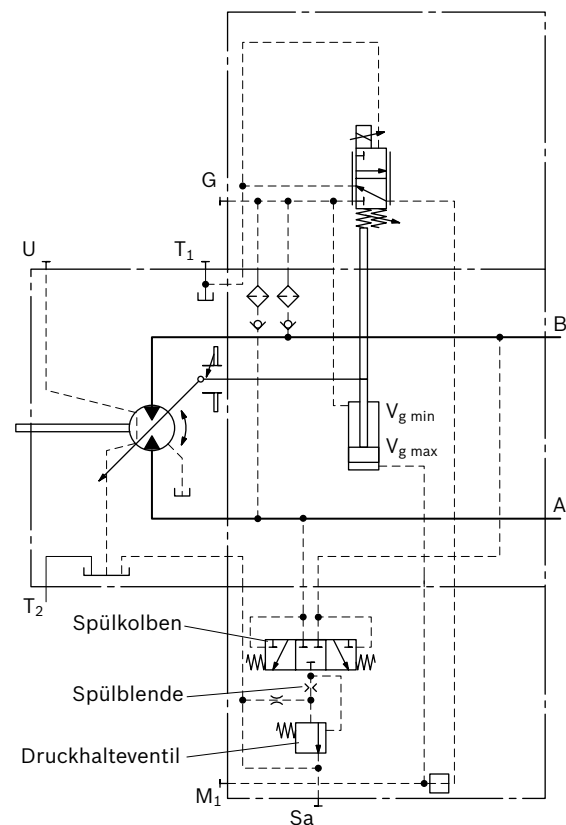 G
U
T1
B
Vg min
Vg max
A
T2
Spülkolben
Spülblende
Druckhalteventil
M1
Sa